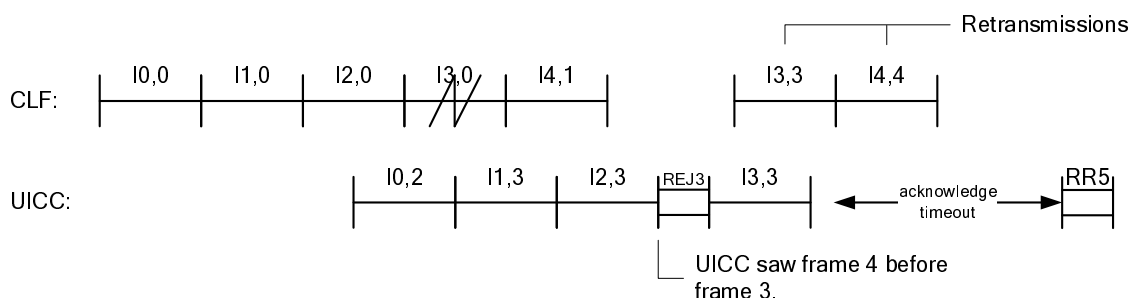 Retransmissions
CLF: I0,0 I1,0 I2,0 I3,0 I4,1 I3,3 I4,4
UICC: I0,2 I1,3 I2,3 REJ3 I3,3 acknowledge RR5
timeout
UICC saw frame 4 before
frame 3.